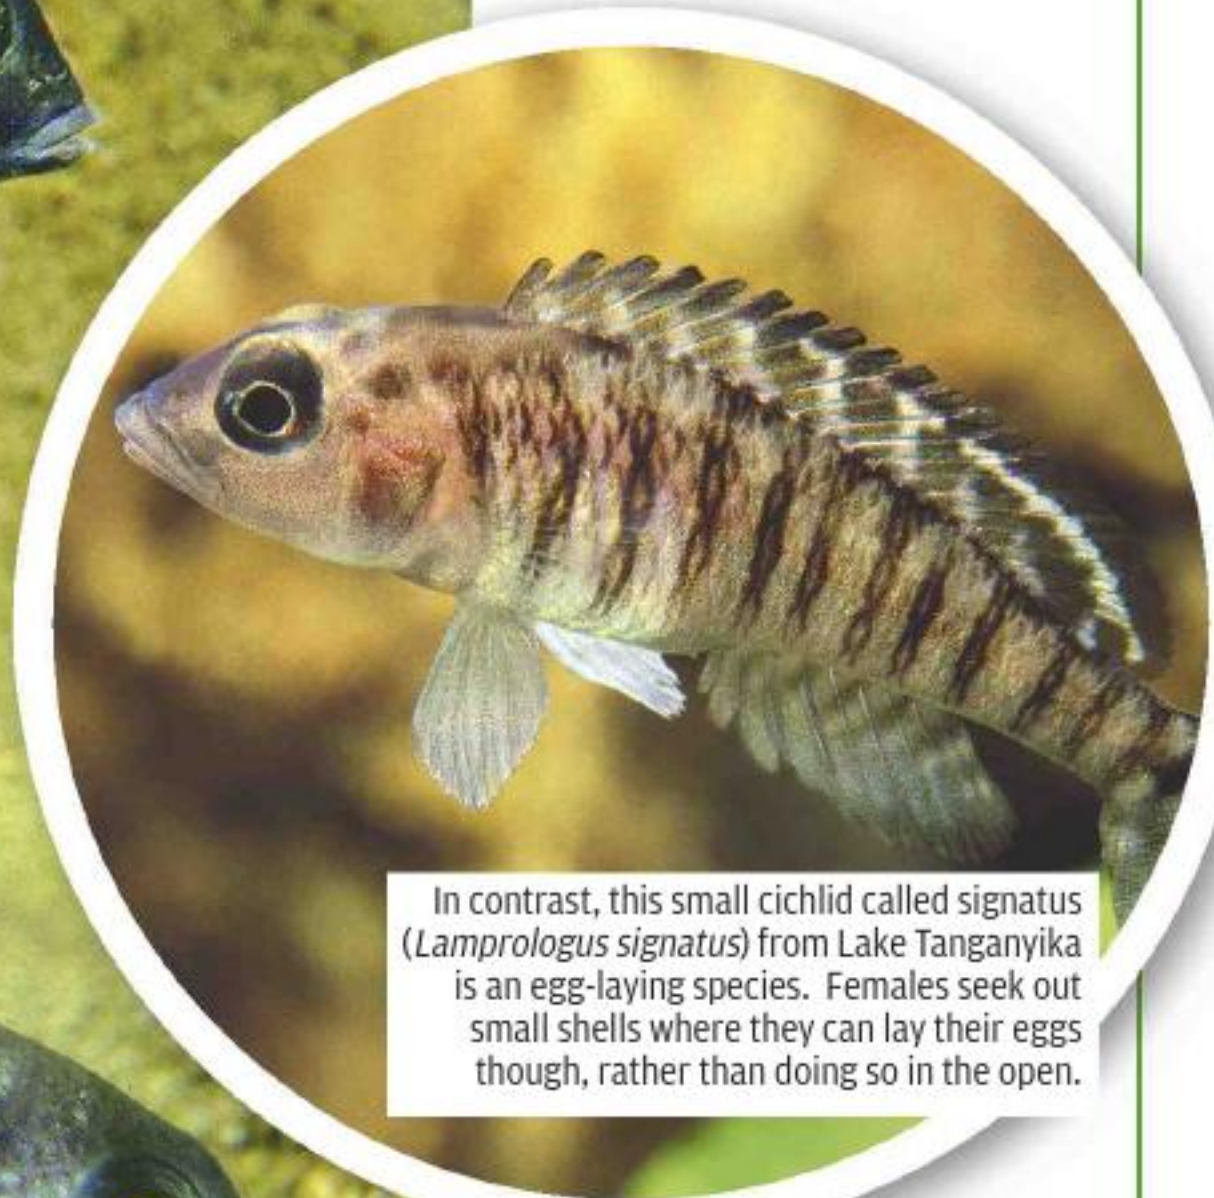 In contrast, this small cichlid called signatus
(Lamprologus signatus) from Lake Tanganyika
is an egg-laying species.  Females seek out
small shells where they can lay their eggs
though, rather than doing so in the open.